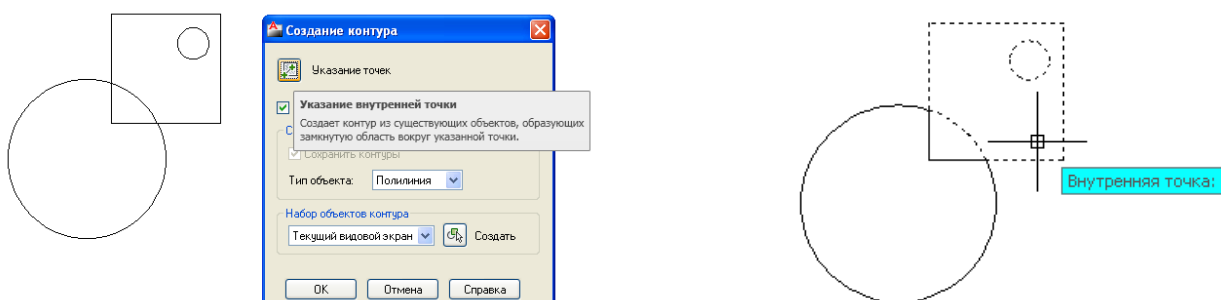 Создание контура
Указание точек
Указание внутренней точки
Создает контур из существующих объектов, образующих
замкнутую область вокруг указанной точки.
С
Сохранить контуры
Тип объекта: Полилиния
Набор объектов контура
Текущий видовой экран Создать
ОК Отмена Справка
Внутренняя точка: